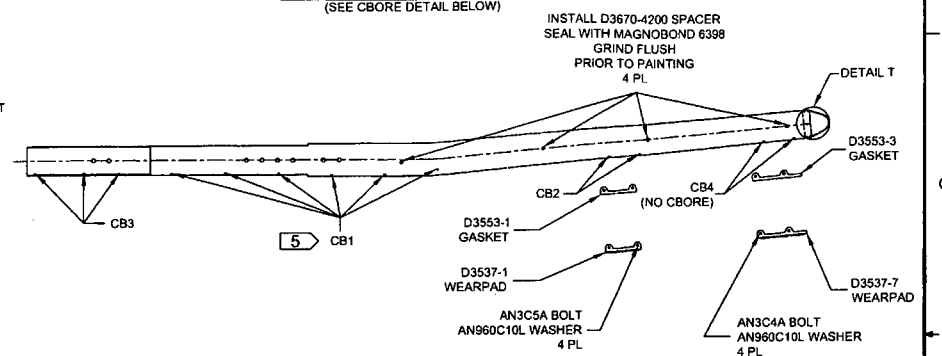 (SEE CBORE DETAIL BELOW)
INSTALL D3670-4200 SPACER
SEAL WITH MAGNOBOND 6398
GRIND FLUSH
PRIOR TO PAINTING
4 PL
DETAIL T
T
D3553-3
GASKET
CB2
CB4
(NO CBORE)
CB3
5
CB1
D3553-1
GASKET
D3537-1
WEARPAD
D3537-7
WEARPAD
AN3C5A BOLT
AN960C10L WASHER
4 PL
AN3C4A BOLT
AN960C10L WASHER
4 PL